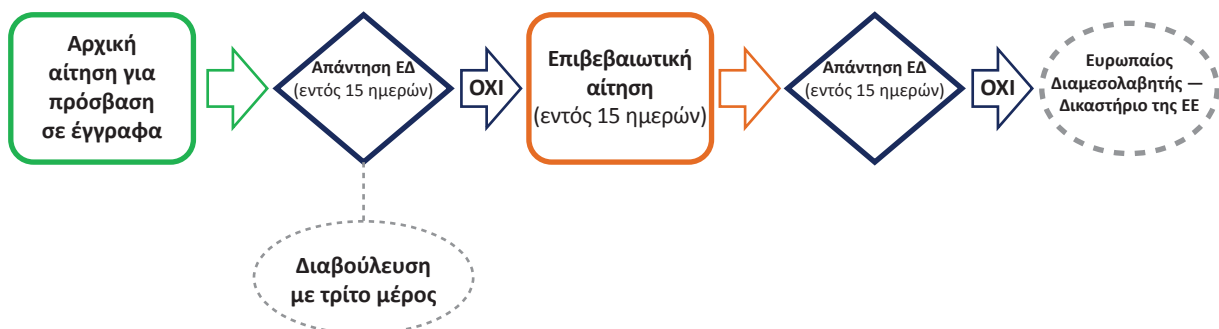 Αρχική
αίτηση για
πρόσβαση
σε έγγραφα
Απάντηση ΕΔ
(εντός 15 ημερών)
ΟΧΙ
Επιβεβαιωτική
αίτηση
(εντός 15 ημερών)
Απάντηση ΕΔ
(εντός 15 ημερών)
ΟΧΙ
Ευρωπαίος
Διαμεσολαβητής —
Δικαστήριο της ΕΕ
Διαβούλευση
με τρίτο μέρος